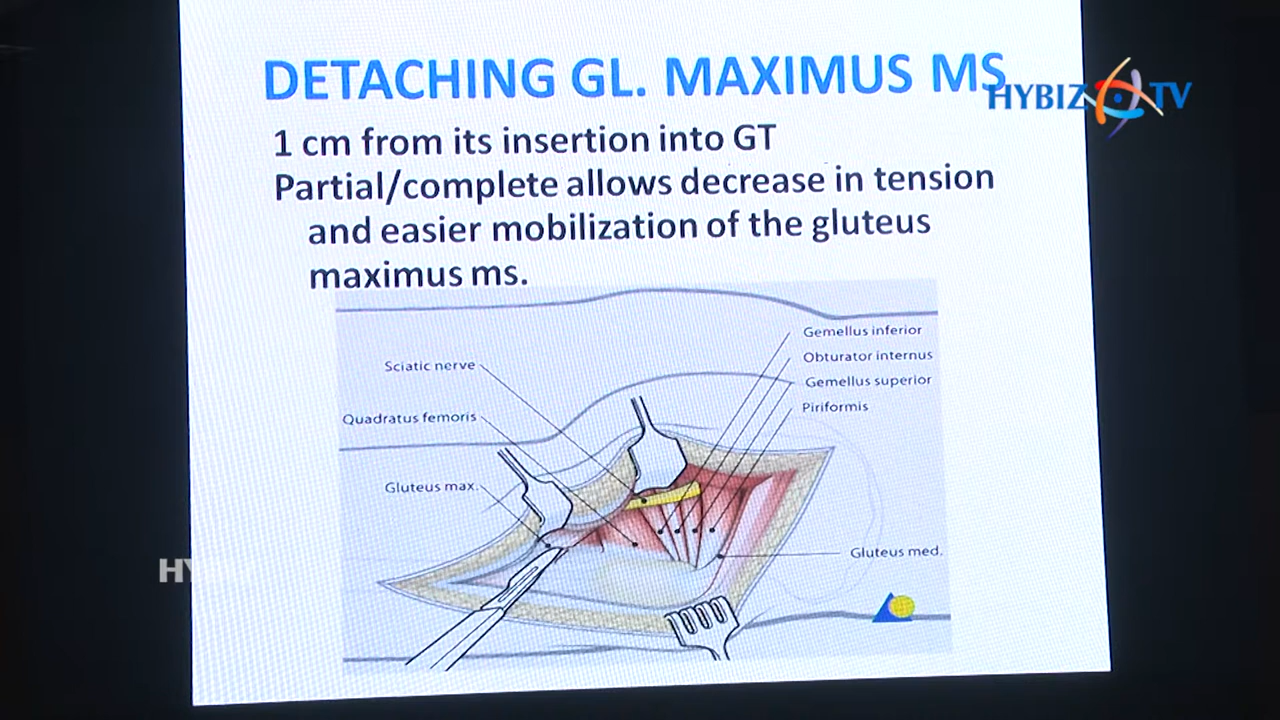 DETACHING GL. MAXIMUS MS
HYBIZ TV
1 cm from its insertion into GT
Partial/complete allows decrease in tension
and easier mobilization of the gluteus
maximus ms.
Gemellus inferior
Obturator internus
Gemellus superior
Piriformis
Sciatic nerve
Quadratus femoris
Gluteus max.
Gluteus med.
HY